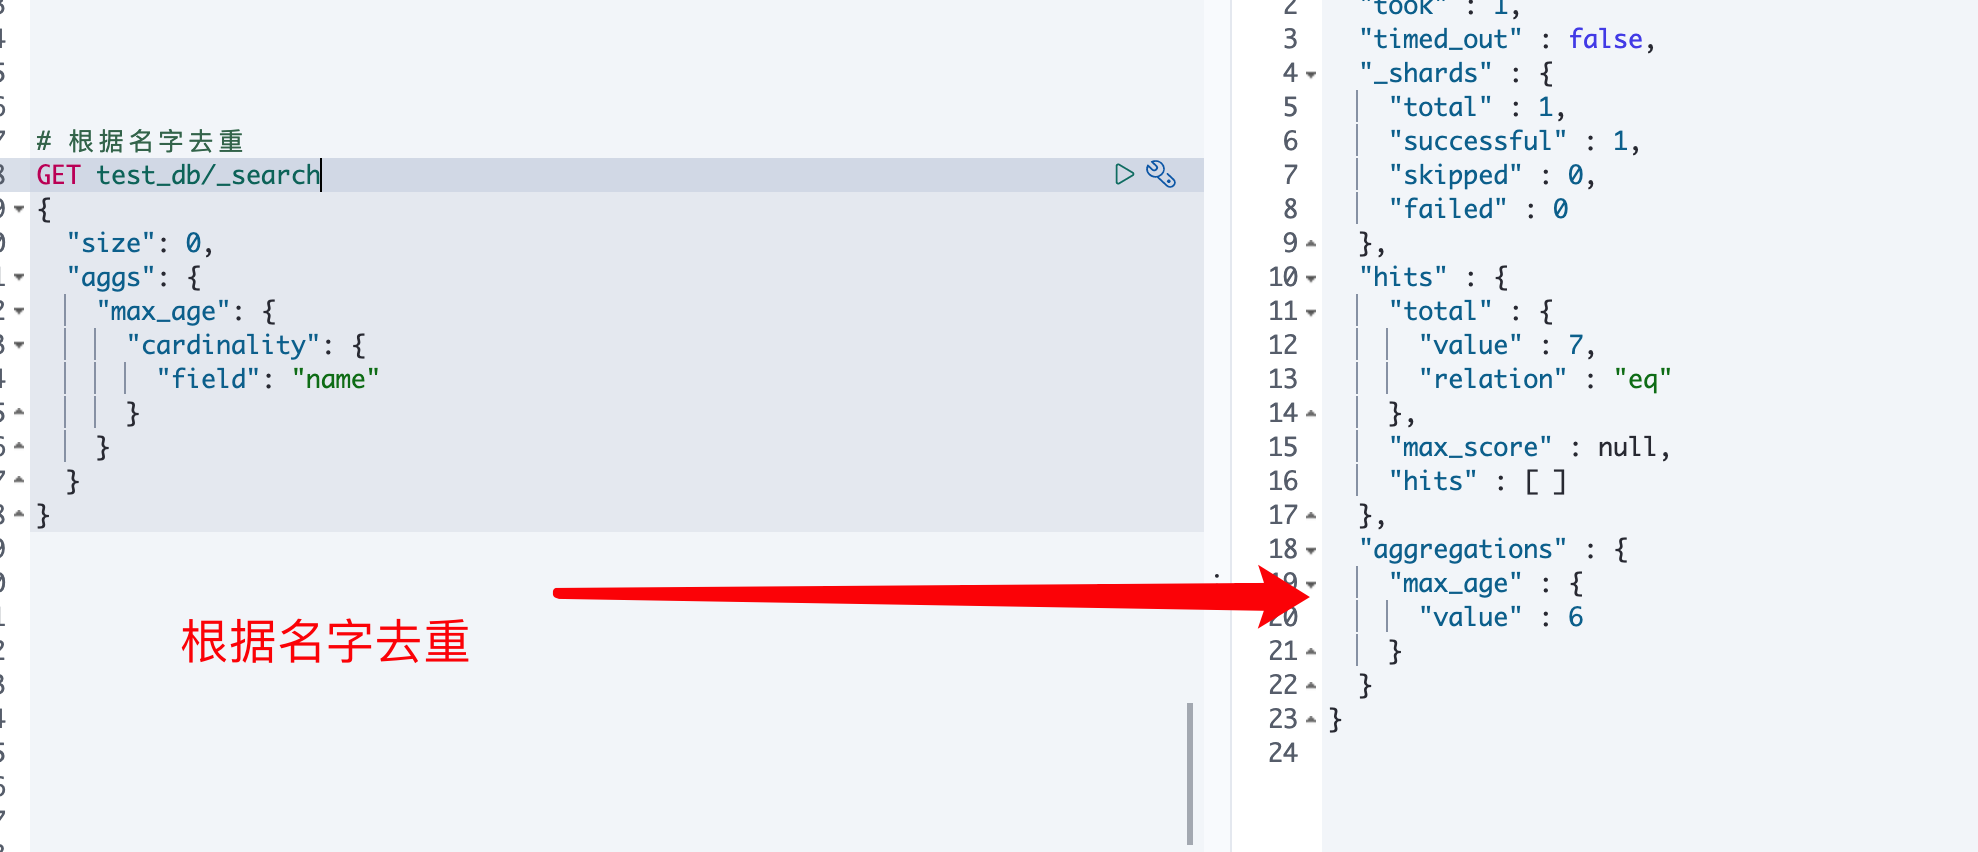 # 根据名字去重
GET test_db/_search
{
"size": 0,
"aggs": {
"max_age": {
"cardinality": {
"field": "name"
}
}
}
}
根据名字去重
2 "took" : 1,
3 "timed_out" : false,
4 "_shards" : {
5 "total" : 1,
6 "successful" : 1,
7 "skipped" : 0,
8 "failed" : 0
9 },
10 "hits" : {
11 "total" : {
12 "value" : 7,
13 "relation" : "eq"
14 },
15 "max_score" : null,
16 "hits" : [ ]
17 },
18 "aggregations" : {
19 "max_age" : {
20 "value" : 6
21 }
22 }
23 }
24